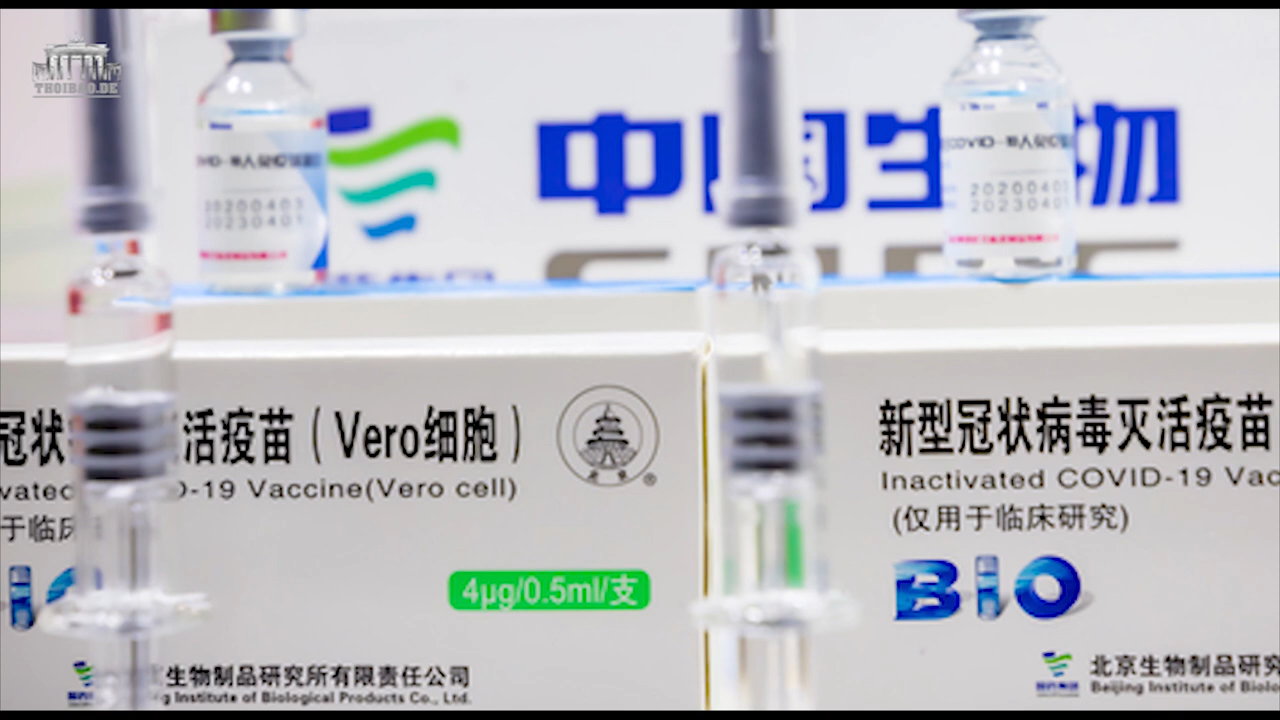 THOIBAO.DE
中国生物
20200401
20230401
20200401
20230401
冠状 活疫苗（Vero细胞）
-19 Vaccine(Vero cell)
于临床
4μg/0.5ml/支
生物制品研究所有限责任公司
Institute of Biological Products Co., Ltd.
新型冠状病毒灭活疫苗
Inactivated COVID-19 Vac
(仅用于临床研究)
BIO
北京生物制品研究
Beijing Institute of Biolo